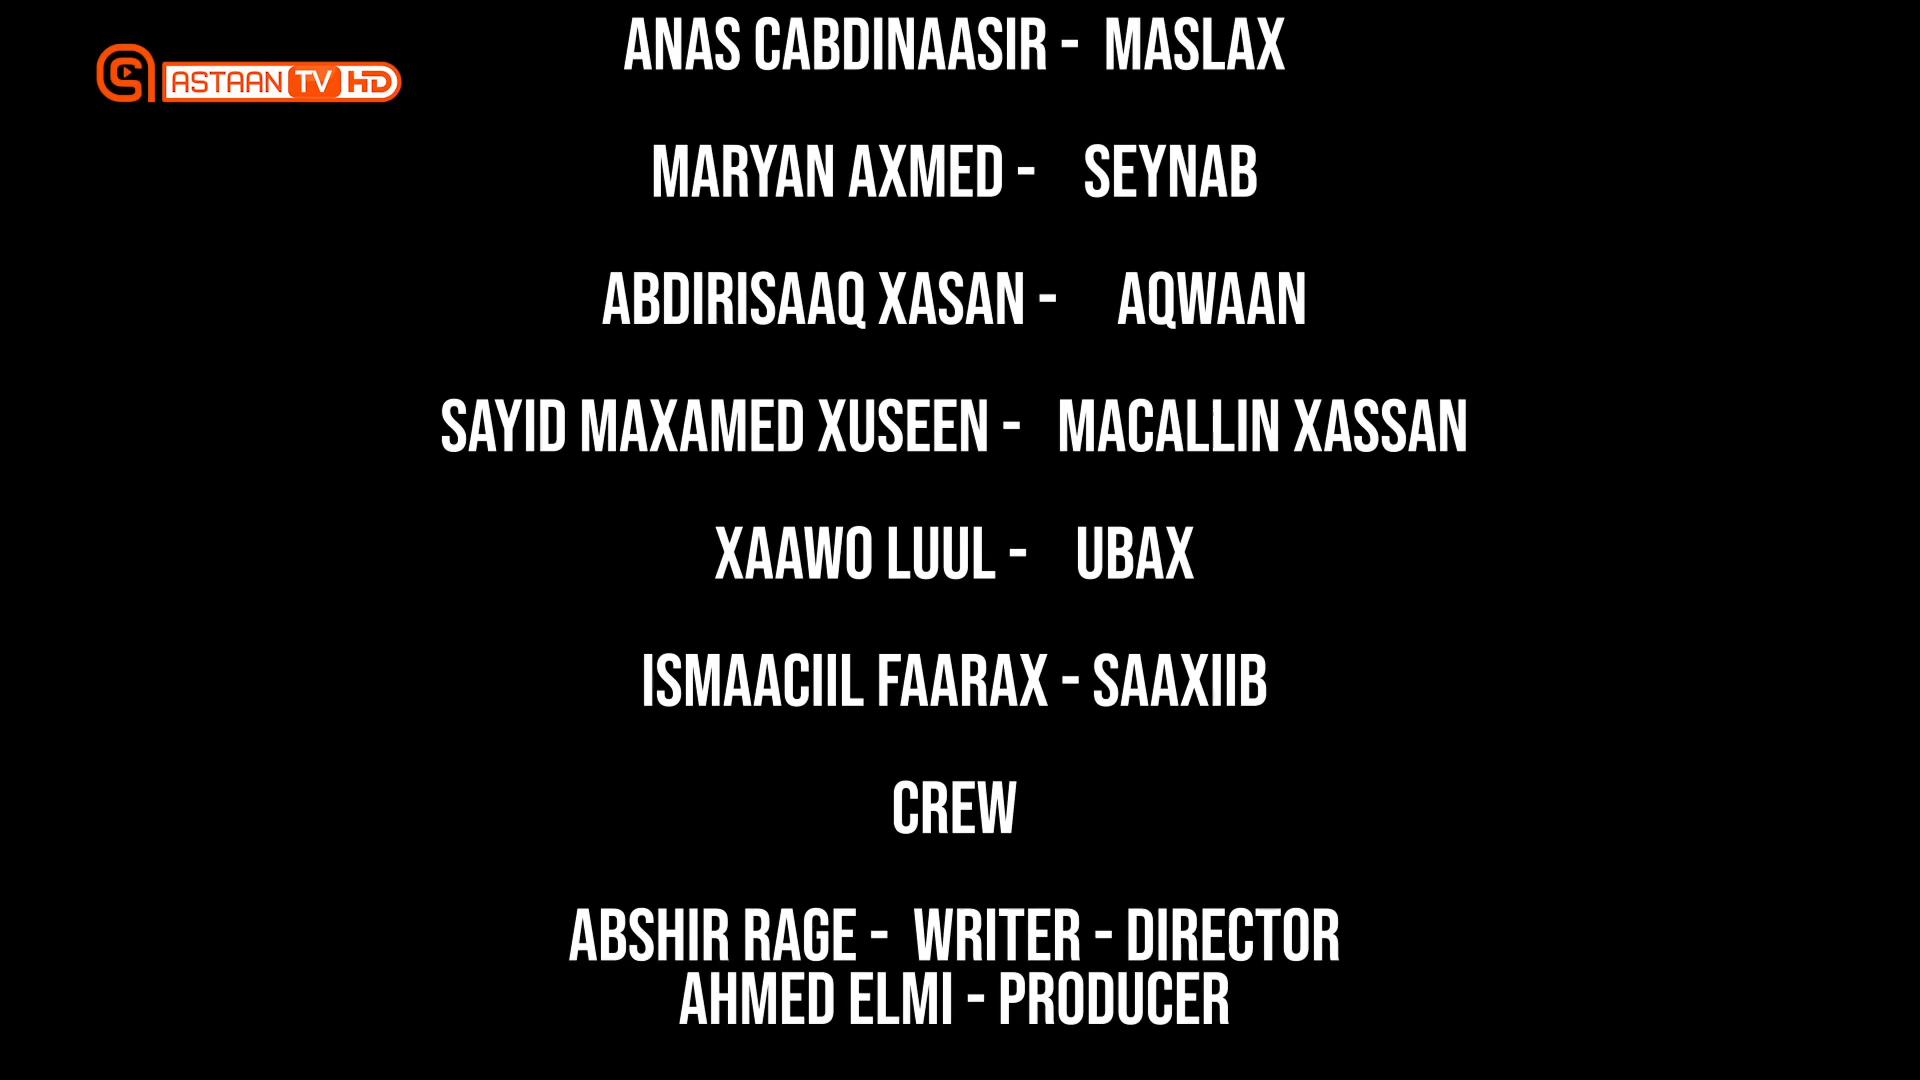 ASTAAN TV HD
ANAS CABDINAASIR - MASLAX
MARYAN AXMED - SEYNAB
ABDIRISAAQ XASAN - AQWAAN
SAYID MAXAMED XUSEEN - MACALLIN XASSAN
XAAWO LUUL - UBAX
ISMAACIIL FAARAX - SAAXIIB
CREW
ABSHIR RAGE - WRITER - DIRECTOR
AHMED ELMI - PRODUCER